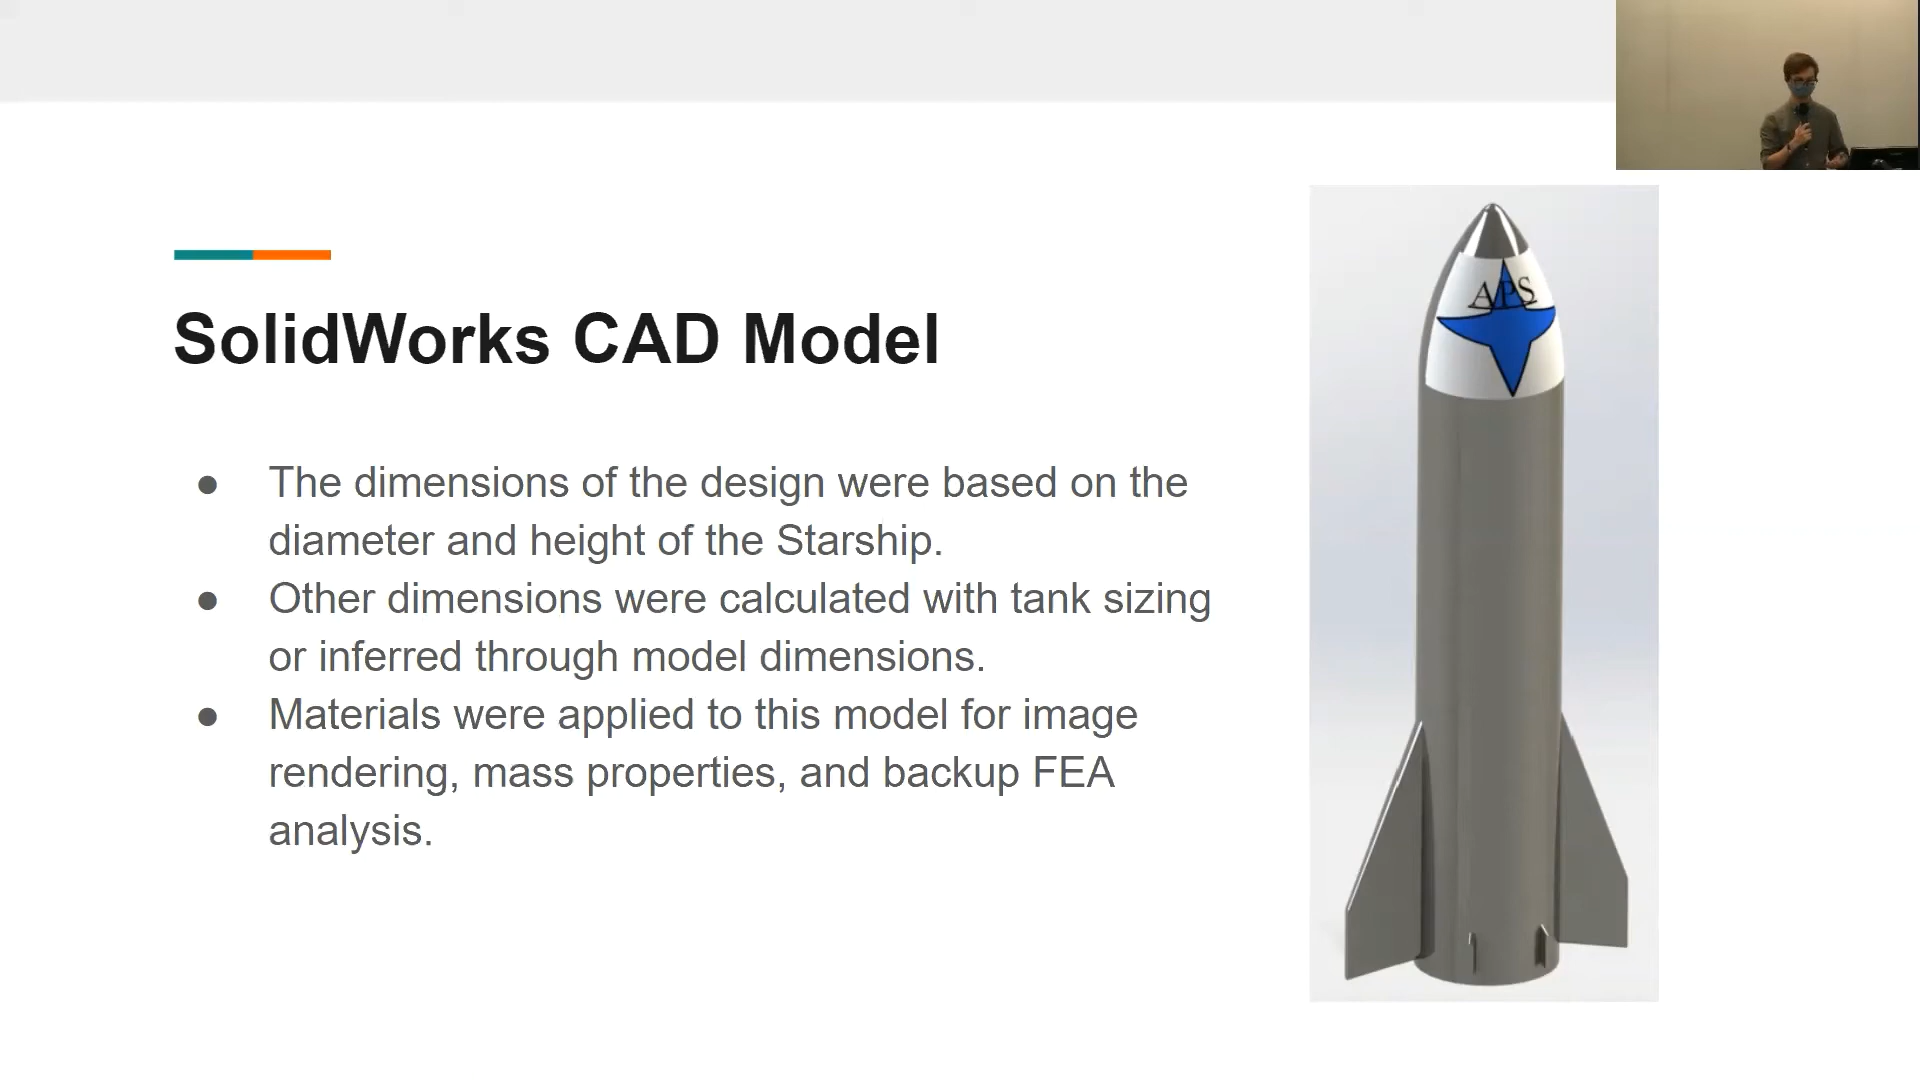 SolidWorks CAD Model
● The dimensions of the design were based on the
diameter and height of the Starship.
● Other dimensions were calculated with tank sizing
or inferred through model dimensions.
● Materials were applied to this model for image
rendering, mass properties, and backup FEA
analysis.
APS